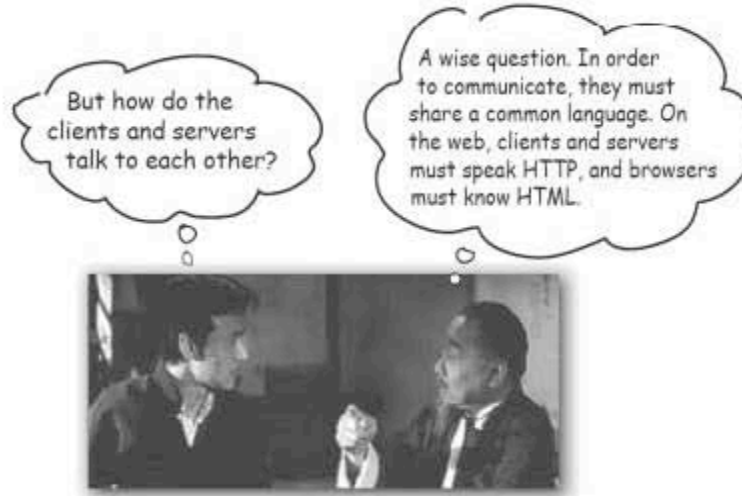 But how do the
clients and servers
talk to each other?
A wise question. In order
to communicate, they must
share a common language. On
the web, clients and servers
must speak HTTP, and browsers
must know HTML.